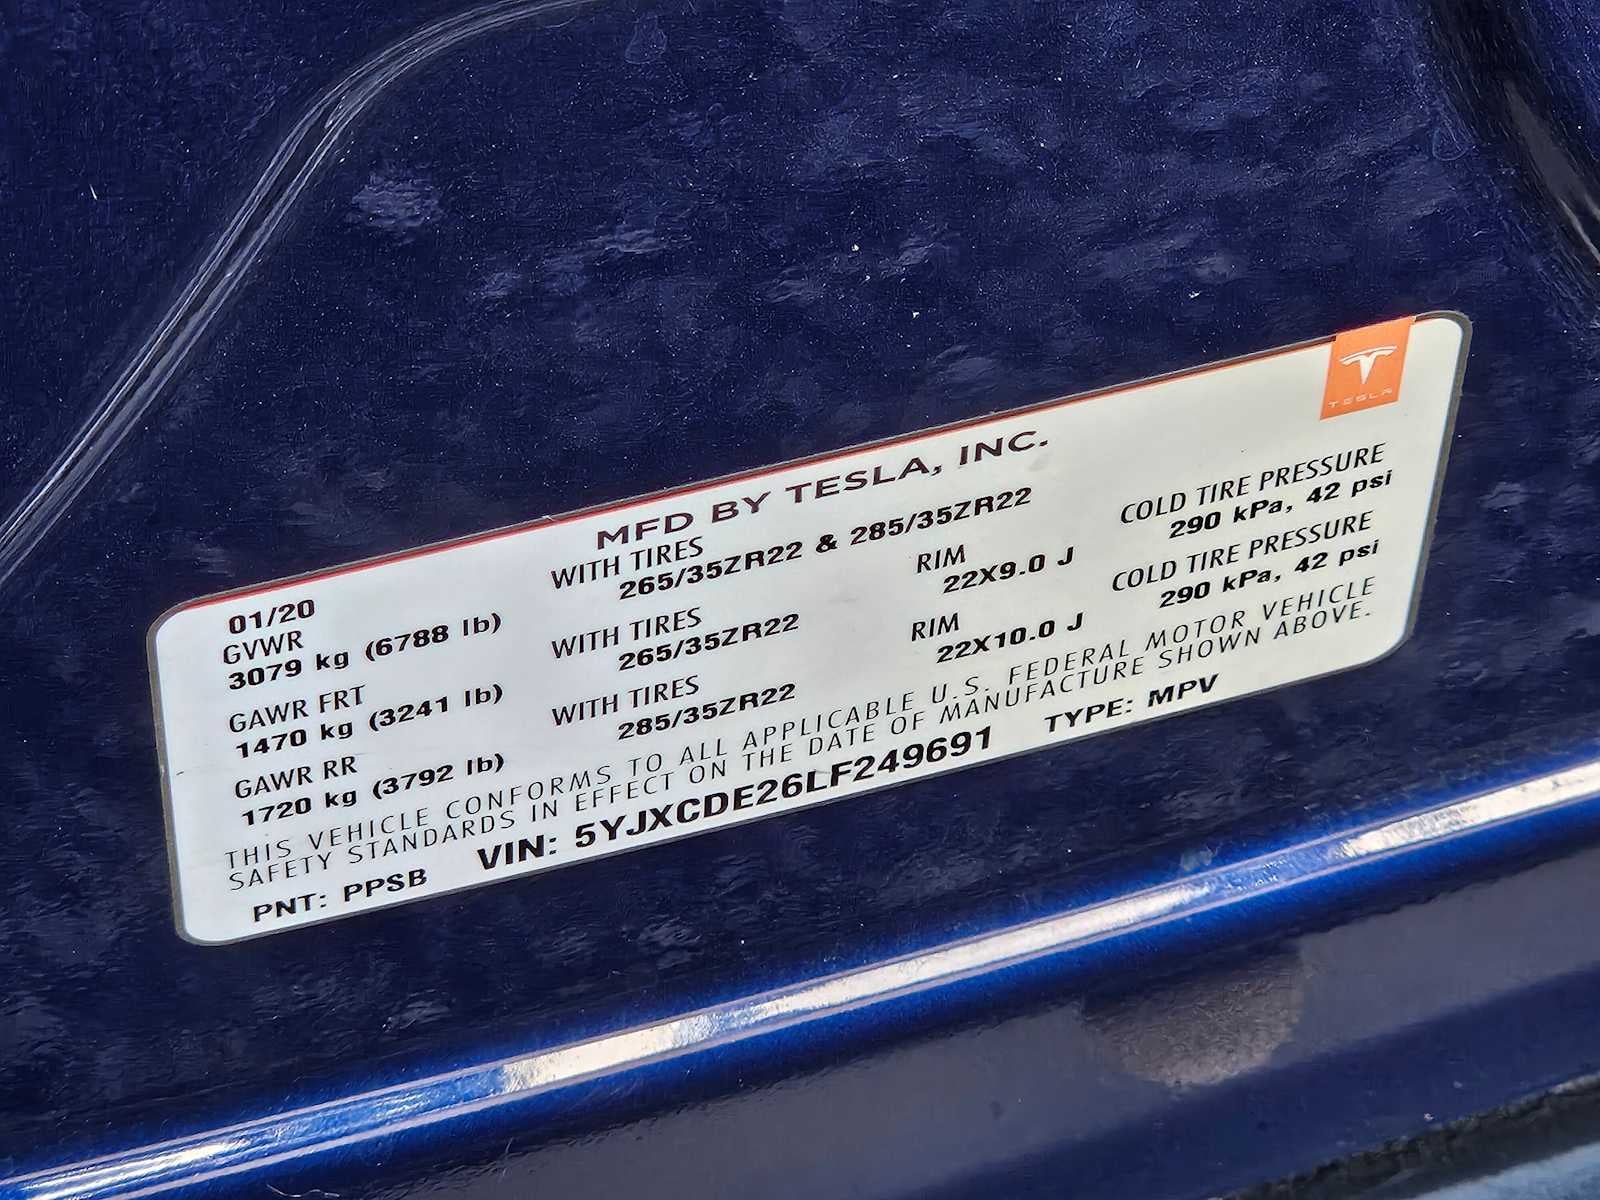 TESLA
MFD BY TESLA, INC.
01/20
GVWR
3079 kg (6788 lb)
WITH TIRES
265/35ZR22 & 285/35ZR22
COLD TIRE PRESSURE
290 kPa, 42 psi
GAWR FRT
1470 kg (3241 lb)
WITH TIRES
265/35ZR22
RIM
22X9.0 J
COLD TIRE PRESSURE
290 kPa, 42 psi
GAWR RR
1720 kg (3792 lb)
WITH TIRES
285/35ZR22
RIM
22X10.0 J
THIS VEHICLE CONFORMS TO ALL APPLICABLE U.S. FEDERAL MOTOR VEHICLE
SAFETY STANDARDS IN EFFECT ON THE DATE OF MANUFACTURE SHOWN ABOVE.
PNT: PPSB VIN: 5YJXCDE26LF249691 TYPE: MPV